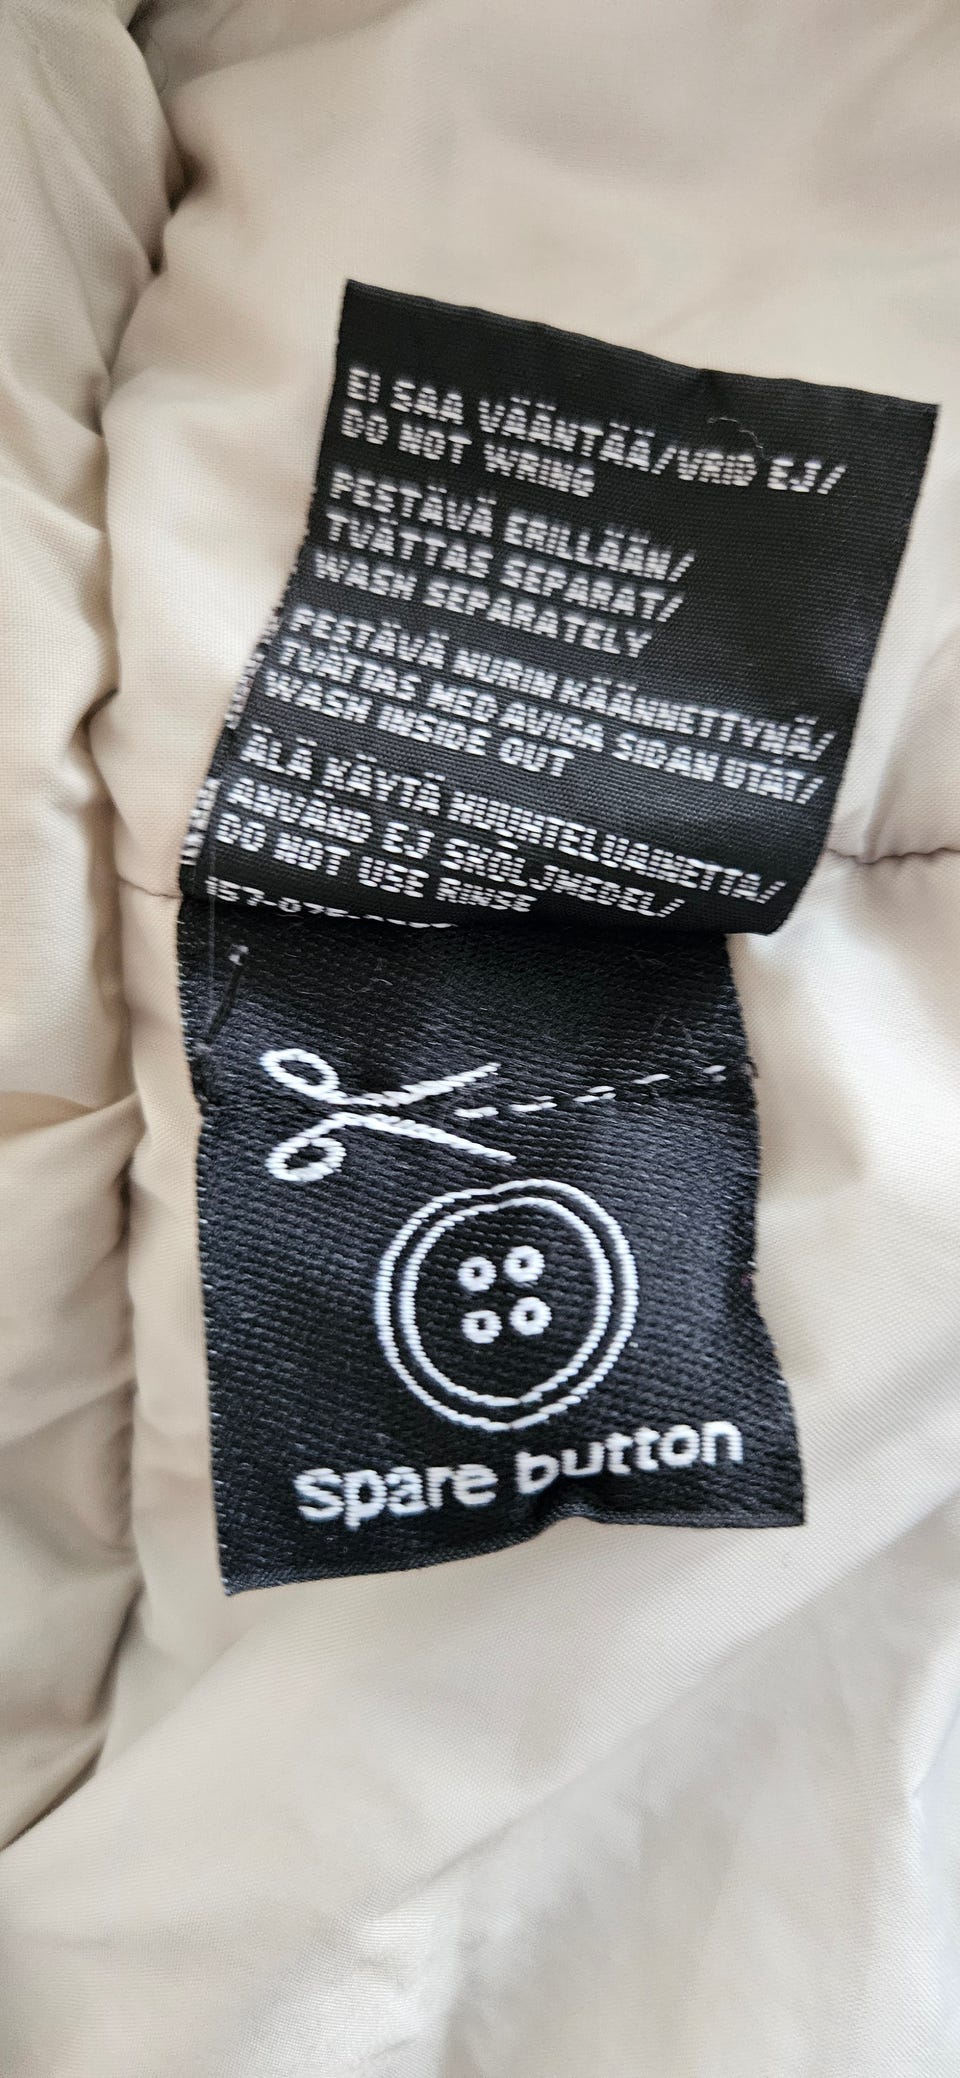 EI SAA VÄÄNTÄÄ/VRID EJ/
DO NOT WRING
PESTÄVÄ ERILLÄÄN/
TVÄTTAS SEPARAT/
WASH SEPARATELY
PESTÄVÄ NURIN KÄÄNNETTYNÄ/
TVÄTTAS MED AVIGA SIDAN UTÅT/
WASH INSIDE OUT
ÄLÄ KÄYTÄ HUUHTELUAINETTA/
ANVÄND EJ SKÖLJMEDEL/
DO NOT USE RINSE
Spare button